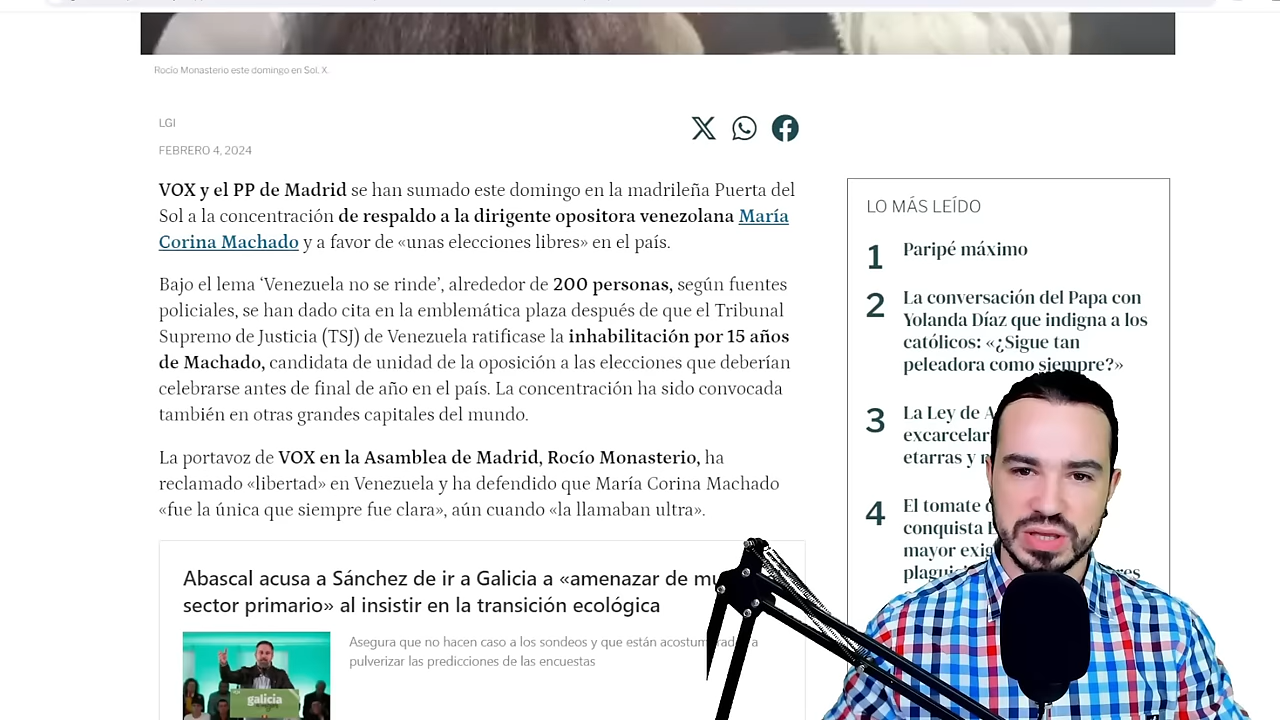 Rocío Monasterio este domingo en Sol. X.
LGI
FEBRERO 4, 2024
VOX y el PP de Madrid se han sumado este domingo en la madrileña Puerta del
Sol a la concentración de respaldo a la dirigente opositora venezolana María
Corina Machado y a favor de «unas elecciones libres» en el país.
Bajo el lema ‘Venezuela no se rinde’, alrededor de 200 personas, según fuentes
policiales, se han dado cita en la emblemática plaza después de que el Tribunal
Supremo de Justicia (TSJ) de Venezuela ratificase la inhabilitación por 15 años
de Machado, candidata de unidad de la oposición a las elecciones que deberían
celebrarse antes de final de año en el país. La concentración ha sido convocada
también en otras grandes capitales del mundo.
La portavoz de VOX en la Asamblea de Madrid, Rocío Monasterio, ha
reclamado «libertad» en Venezuela y ha defendido que María Corina Machado
«fue la única que siempre fue clara», aún cuando «la llamaban ultra».
Abascal acusa a Sánchez de ir a Galicia a «amenazar de
sector primario» al insistir en la transición ecológica
Asegura que no hacen caso a los sondeos y que están a
pulverizar las predicciones de las encuestas
galicia
LO MÁS LEÍDO
1 Paripé máximo
2 La conversación del Papa con
Yolanda Díaz que indigna a los
católicos: «¿Sigue tan
peleadora como siempre?»
3 La Ley de
excarcelar
etarras y
4 El tomate
conquista
mayor